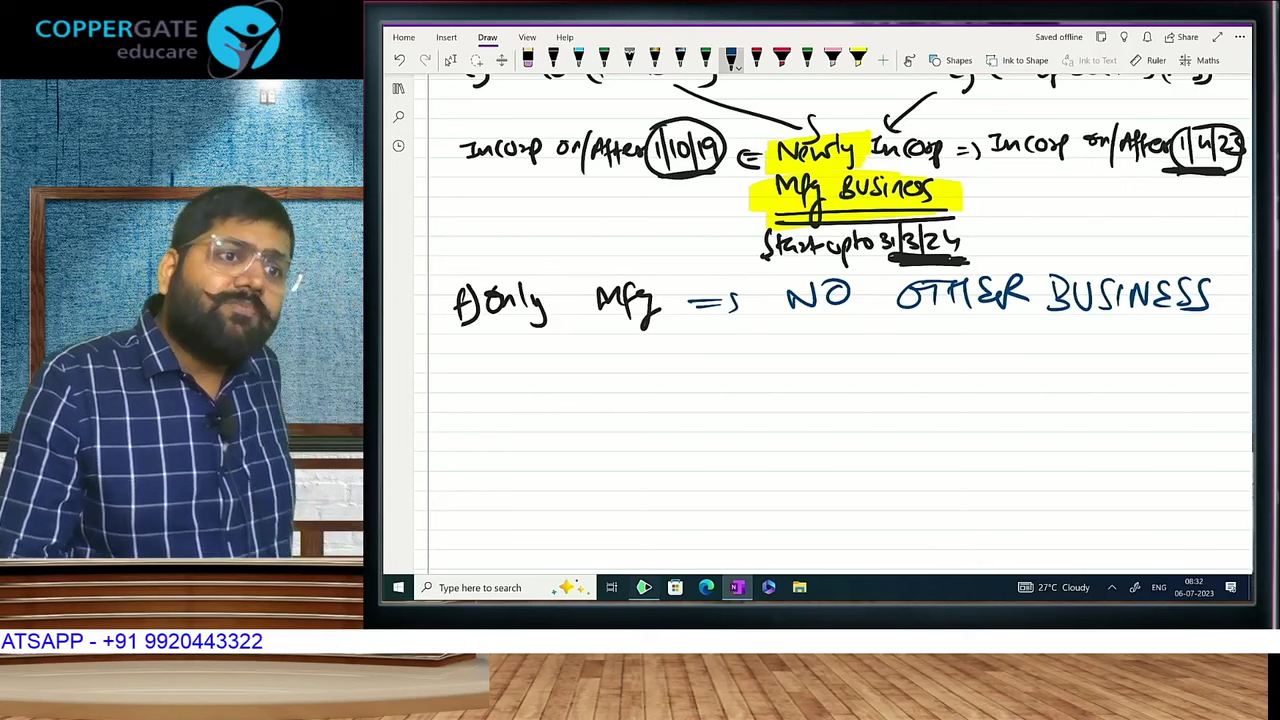 COPPERGATE
educare
Home Insert Draw View Help
Saved offline
Share
Shapes
Ink to Shape
Ink to Text
Ruler
Maths
Incorp on/After 1/10/19 <= Newly Incorp => Incorp on/After 1/4/23
Mfg Business
Start upto 31/3/24
f) only Mfg => NO OTHER BUSINESS
Type here to search
27°C Cloudy
ENG
08:32
06-07-2023
ATSAPP - +91 9920443322